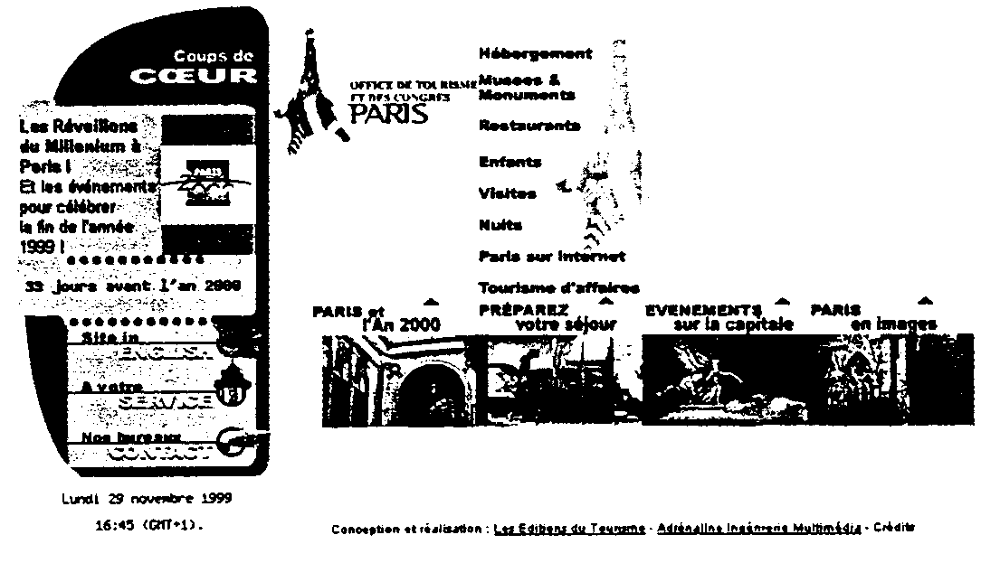 Coups de
CŒUR
Les Réveillons
du Millenium à
Paris !
Et les événements
pour célébrer
la fin de l'année
1999 !
33 jours avant l'an 2000
Site in
ENGLISH
A votre
SERVICE
Nos bureaux
CONTACT
Lundi 29 novembre 1999
16:45 (GMT+1).
OFFICE DE TOURISME
ET DES CONGRES
PARIS
Hébergement
Musees &
Monuments
Restaurants
Enfants
Visites
Nuits
Paris sur Internet
Tourisme d'affaires
PARIS et
l'An 2000
PRÉPAREZ
votre séjour
EVENEMENTS
sur la capitale
PARIS
en images
Conception et réalisation : Les Editions du Tourisme - Adrénaline Ingénierie Multimédia - Crédits